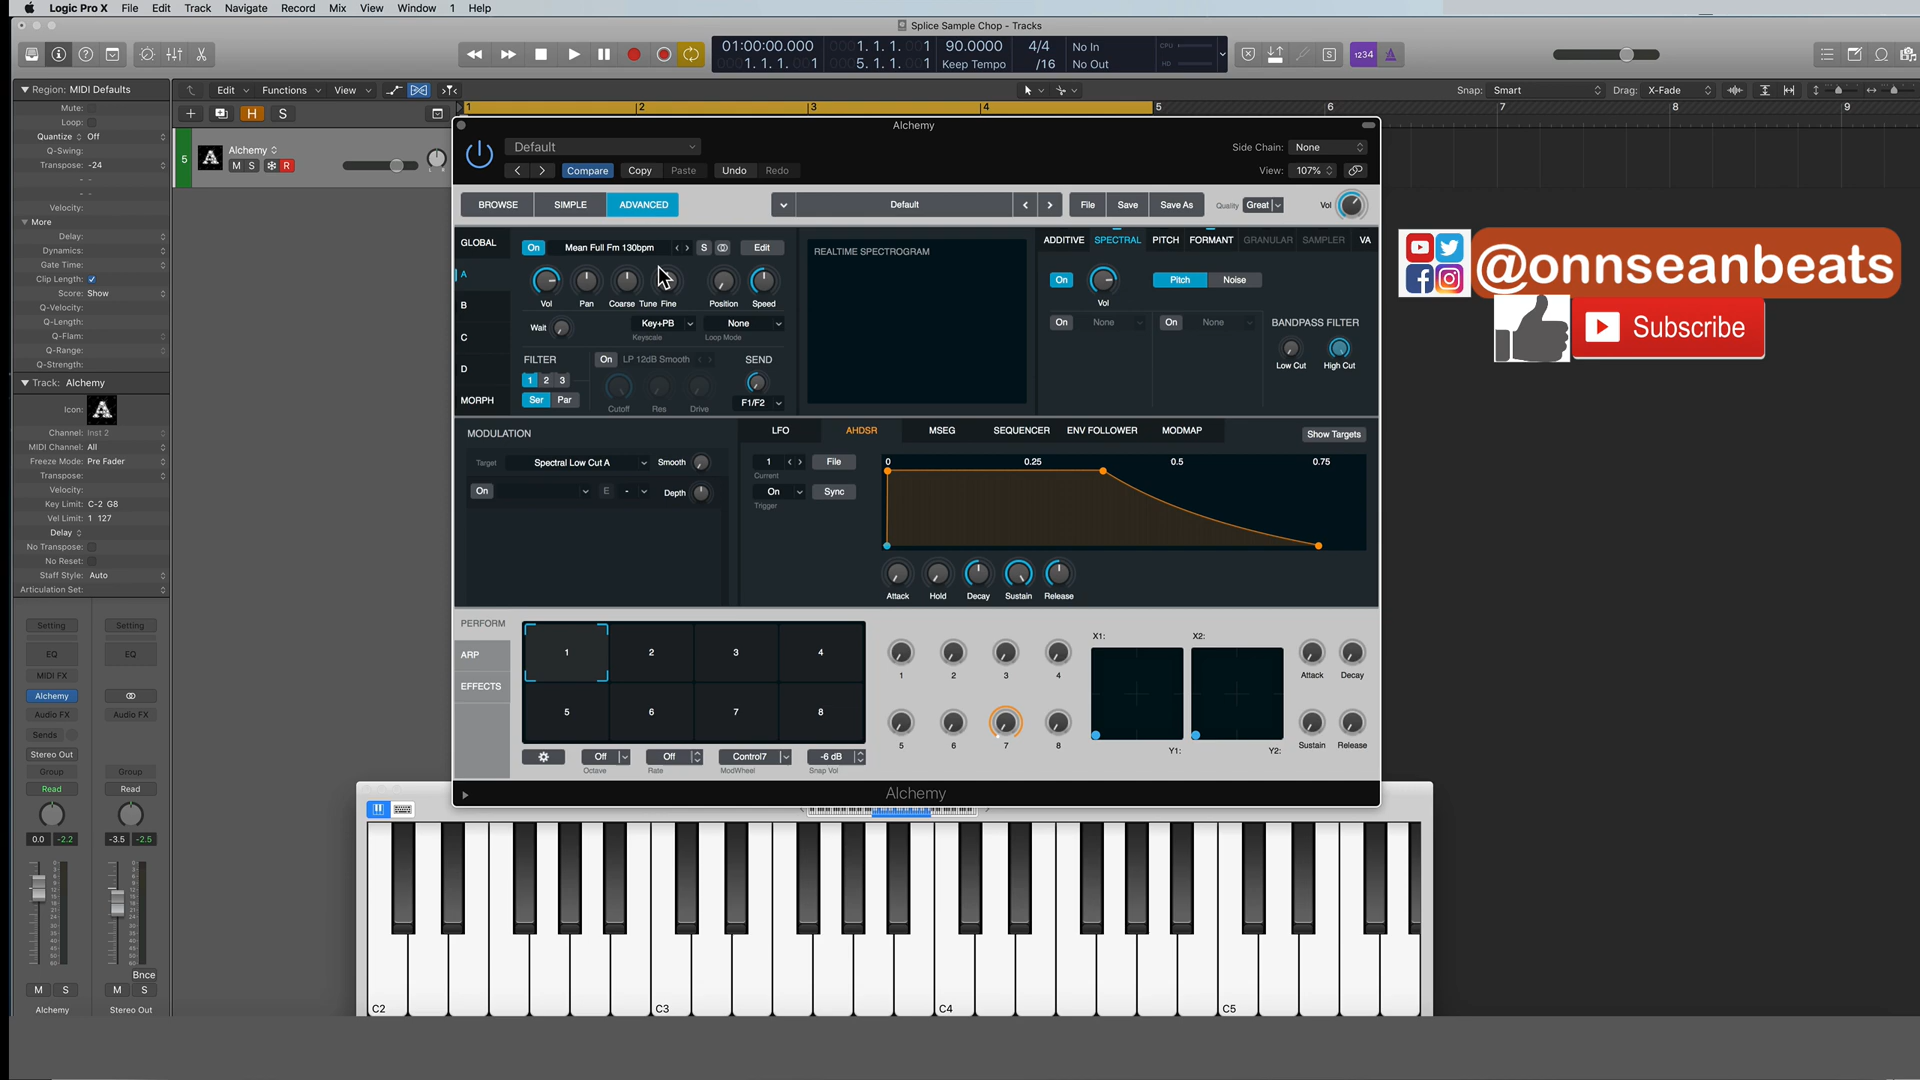 Logic Pro X File Edit Track Navigate Record Mix View Window 1 Help
Splice Sample Chop - Tracks
01:00:00.000 1. 1. 1. 1 90.0000 4/4 No In CPU
1. 1. 1. 1 5. 1. 1. 1 Keep Tempo /16 No Out HD
1234
Region: MIDI Defaults
Edit Functions View
Snap: Smart Drag: X-Fade
1 2 3 4 5 6 7 8 9
H S
Mute:
Loop:
Quantize Off
Q-Swing:
Transpose: -24
Velocity:
More
Delay:
Dynamics:
Gate Time:
Clip Length:
Score: Show
Q-Velocity:
Q-Length:
Q-Flam:
Q-Range:
Q-Strength:
Track: Alchemy
Icon:
Channel: Inst 2
MIDI Channel: All
Freeze Mode: Pre Fader
Transpose:
Velocity:
Key Limit: C-2 G8
Vel Limit: 1 127
Delay
No Transpose:
No Reset:
Staff Style: Auto
Articulation Set:
Setting Setting
EQ EQ
MIDI FX
Alchemy
Audio FX Audio FX
Sends
Stereo Out
Group Group
Read Read
0.0 -2.2 -3.5 -2.5
Bnce
M S M S
Alchemy Stereo Out
5 A Alchemy
M S R
L R
Alchemy
Default
Side Chain: None
Compare Copy Paste Undo Redo
View: 107%
BROWSE SIMPLE ADVANCED
Default
File Save Save As Quality Great Vol
GLOBAL
A
B
C
D
MORPH
On Mean Full Fm 130bpm S Edit
Vol Pan Coarse Tune Fine Position Speed
Wait Key+PB None
Keyscale Loop Mode
FILTER On LP 12dB Smooth SEND
1 2 3
Ser Par
Cutoff Res Drive F1/F2
REALTIME SPECTROGRAM
ADDITIVE SPECTRAL PITCH FORMANT GRANULAR SAMPLER VA
On Vol Pitch Noise
On None On None BANDPASS FILTER
Low Cut High Cut
MODULATION
Target Spectral Low Cut A Smooth
On E - Depth
LFO AHDSR MSEG SEQUENCER ENV FOLLOWER MODMAP
Show Targets
1 File
Current
On Sync
Trigger
0 0.25 0.5 0.75
Attack Hold Decay Sustain Release
PERFORM
ARP
EFFECTS
1 2 3 4
5 6 7 8
Off Off Control7 -6 dB
Octave Rate ModWheel Snap Vol
1 2 3 4
5 6 7 8
X1: X2:
Y1: Y2:
Attack Decay
Sustain Release
Alchemy
C2 C3 C4 C5
@onnseanbeats
Subscribe